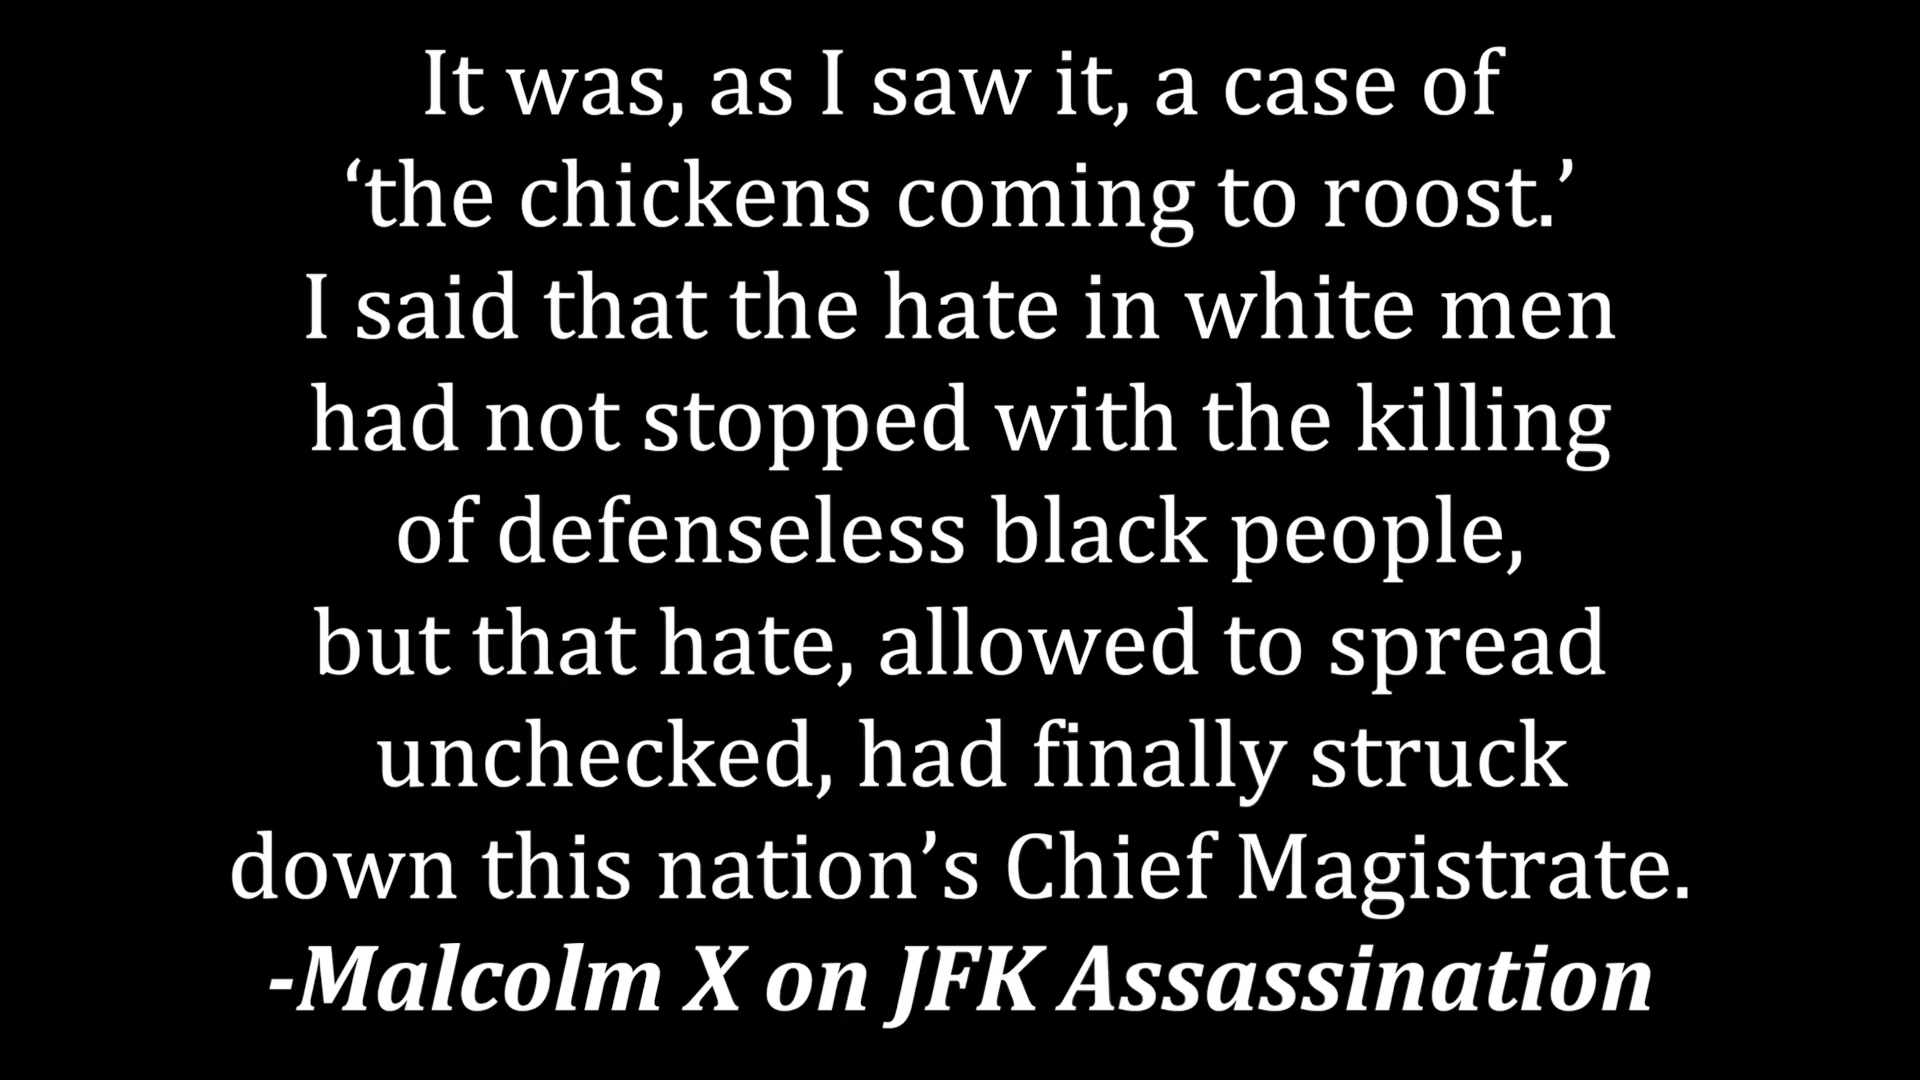 It was, as I saw it, a case of
‘the chickens coming to roost.’
I said that the hate in white men
had not stopped with the killing
of defenseless black people,
but that hate, allowed to spread
unchecked, had finally struck
down this nation’s Chief Magistrate.
-Malcolm X on JFK Assassination